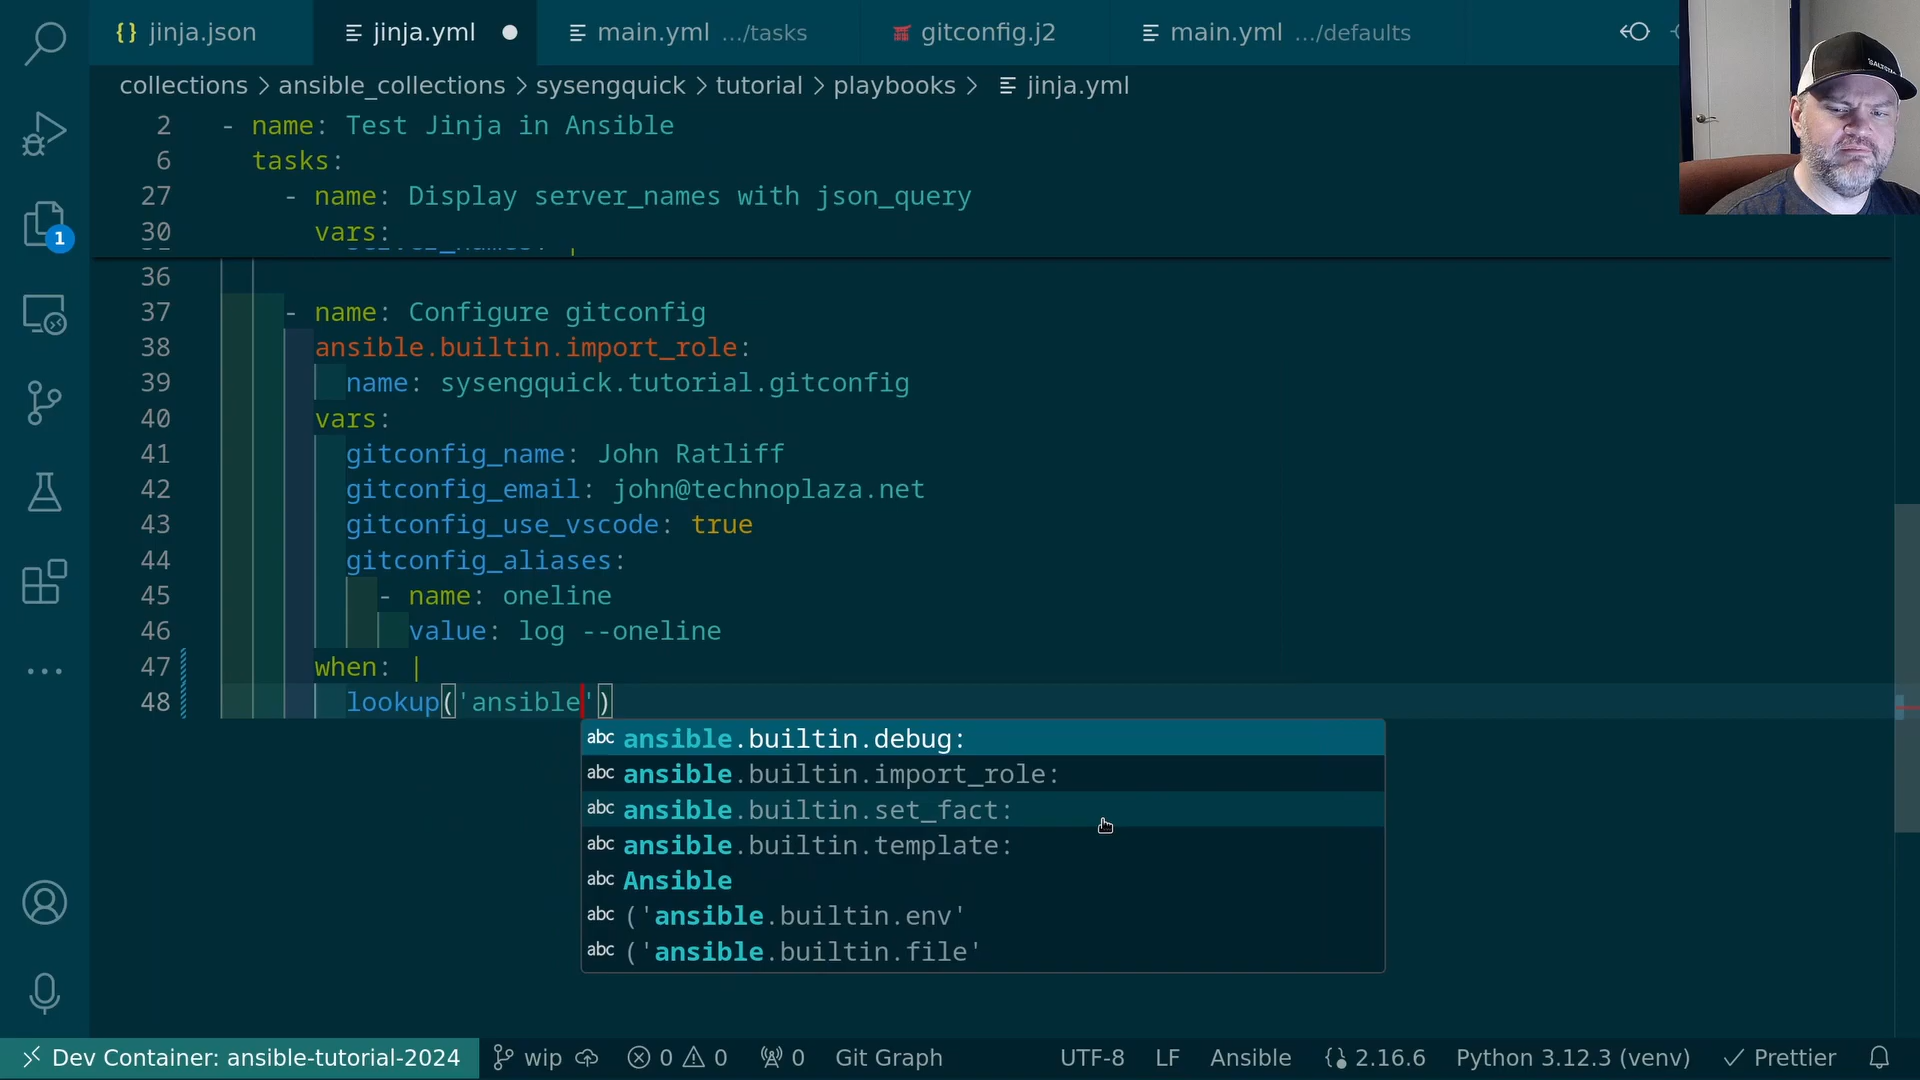 {} jinja.json
jinja.yml
main.yml .../tasks
gitconfig.j2
main.yml .../defaults
collections > ansible_collections > sysengquick > tutorial > playbooks > jinja.yml
2 - name: Test Jinja in Ansible
6 tasks:
27 - name: Display server_names with json_query
30 vars:
36
37 - name: Configure gitconfig
38 ansible.builtin.import_role:
39 name: sysengquick.tutorial.gitconfig
40 vars:
41 gitconfig_name: John Ratliff
42 gitconfig_email: john@technoplaza.net
43 gitconfig_use_vscode: true
44 gitconfig_aliases:
45 - name: oneline
46 value: log --oneline
47 when: |
48 lookup('ansible')
abc ansible.builtin.debug:
abc ansible.builtin.import_role:
abc ansible.builtin.set_fact:
abc ansible.builtin.template:
abc Ansible
abc ('ansible.builtin.env'
abc ('ansible.builtin.file'
1
Dev Container: ansible-tutorial-2024 wip 0 0 0 Git Graph UTF-8 LF Ansible 2.16.6 Python 3.12.3 (venv) Prettier